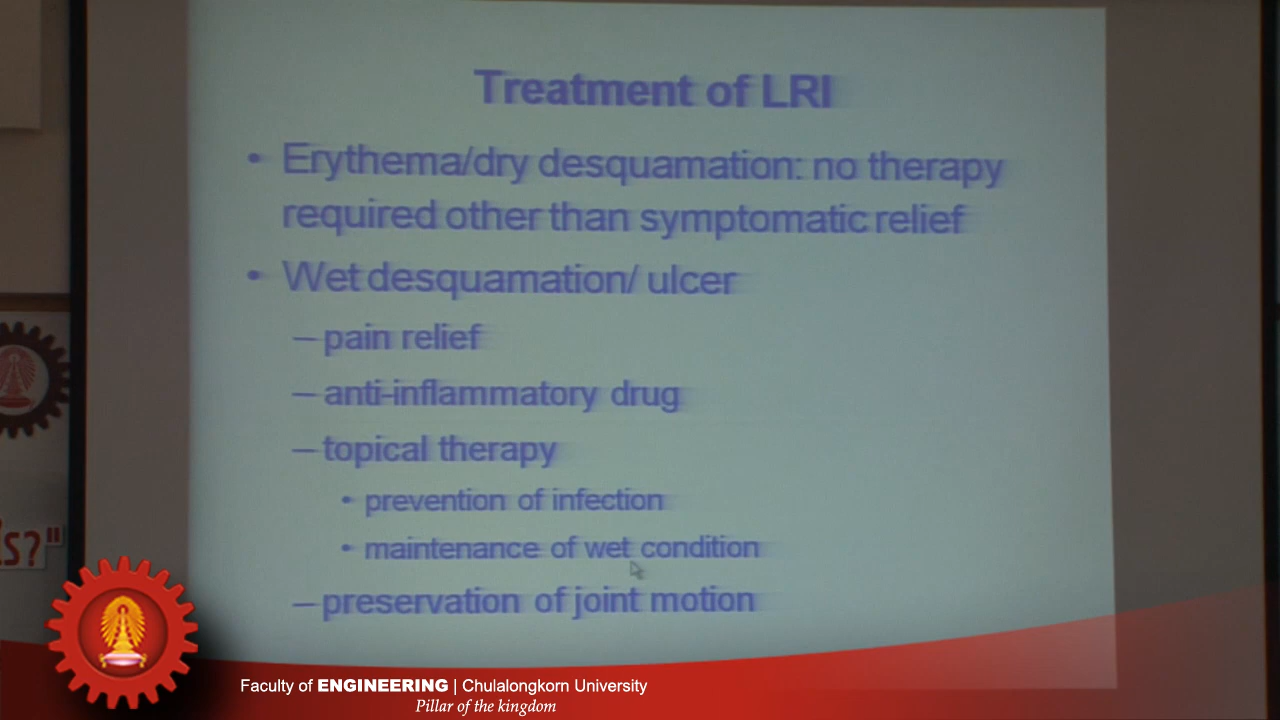 Treatment of LRI
• Erythema/dry desquamation: no therapy
required other than symptomatic relief
• Wet desquamation/ ulcer
– pain relief
– anti-inflammatory drug
– topical therapy
• prevention of infection
• maintenance of wet condition
– preservation of joint motion
Faculty of ENGINEERING | Chulalongkorn University
Pillar of the kingdom